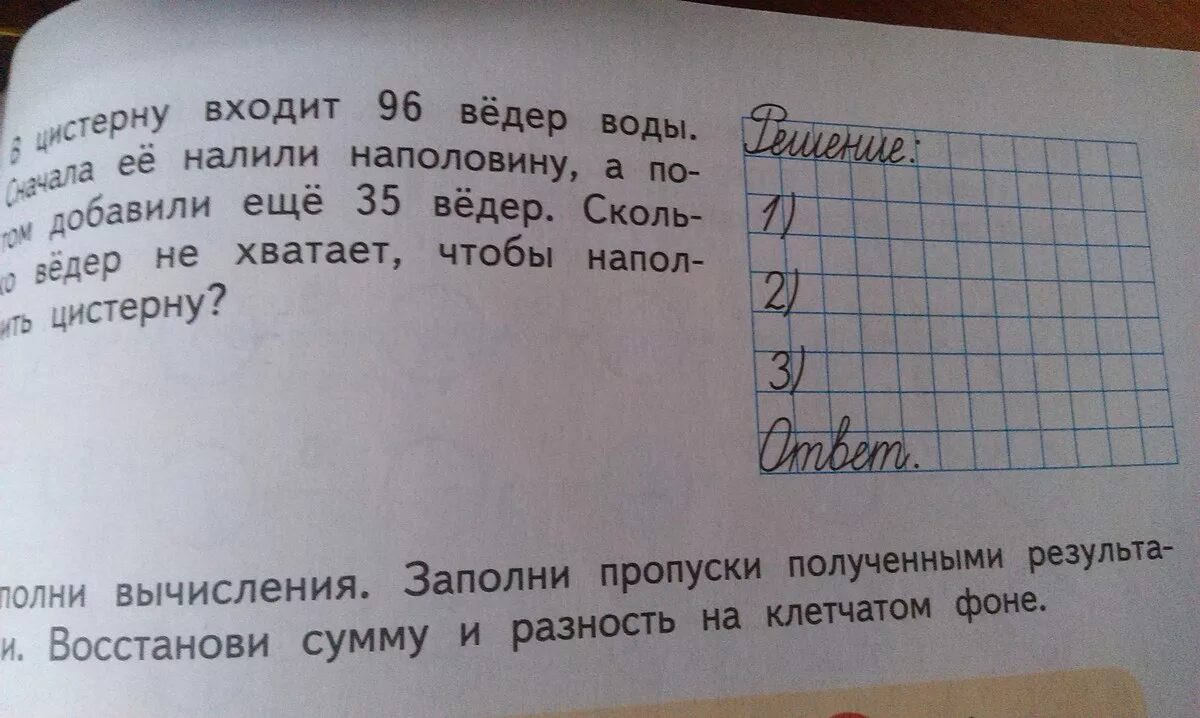 В цистерну входит 96 вёдер воды.
Сначала её налили наполовину, а по-
том добавили ещё 35 вёдер. Сколь-
ко вёдер не хватает, чтобы напол-
ить цистерну?
Решение:
1)
2)
3)
Ответ.
полни вычисления. Заполни пропуски полученными результа-
и. Восстанови сумму и разность на клетчатом фоне.